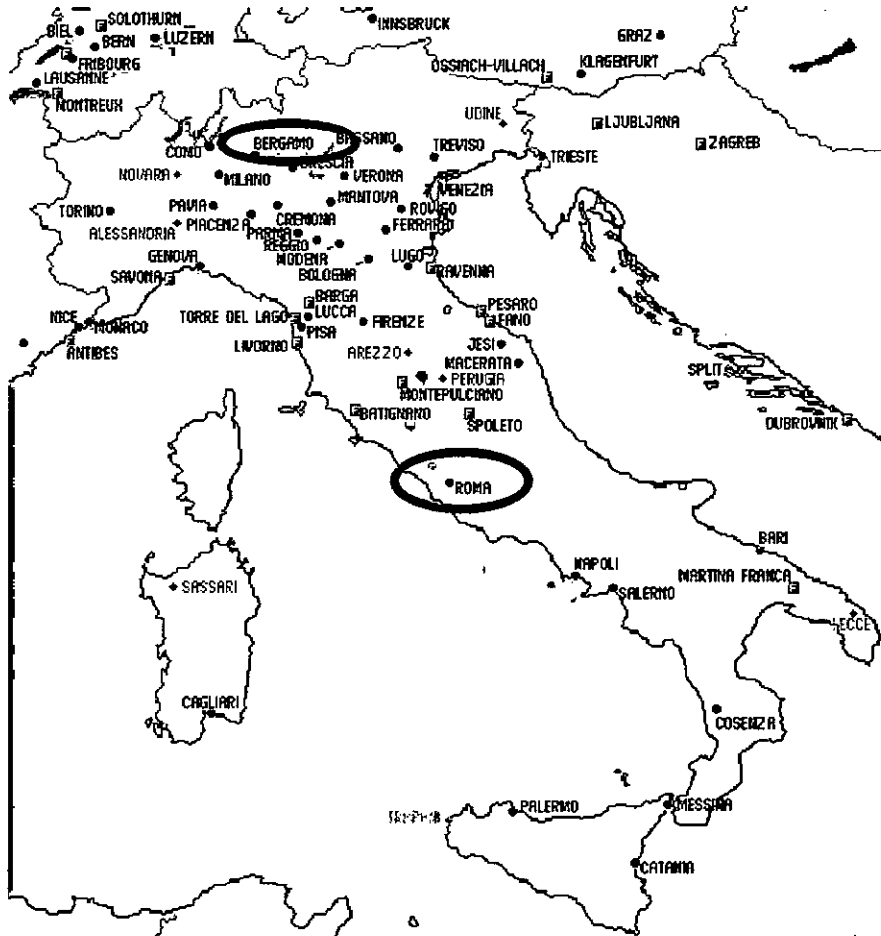 SOLOTHURN
INNSBRUCK
BIEL
GRAZ
BERN
LUZERN
FRIBOURG
OSSIACH-VILLACH
KLAGENFURT
LAUSANNE
MONTREUX
UDINE
LJUBLJANA
BERGAMO
BASSANO
ZAGREB
COMO
TREVISO
TRIESTE
BRESCIA
NOVARA
MILANO
VERONA
VENEZIA
MANTOVA
TORINO
PAVIA
CREMONA
ROVIGO
PIACENZA
ALESSANDRIA
PARMA
FERRARA
REGGIO
MODENA
LUGO
GENOVA
BOLOGNA
RAVENNA
SAVONA
BARGA
PESARO
NICE
TORRE DEL LAGO
LUCCA
FIRENZE
FANO
MONACO
PISA
LIVORNO
JESI
ANTIBES
AREZZO
MACERATA
SPLIT
PERUGIA
MONTEPULCIANO
BATIGNANO
SPOLETO
DUBROVNIK
ROMA
BARI
NAPOLI
MARTINA FRANCA
SASSARI
SALERNO
LECCE
CAGLIARI
COSENZA
MESSINA
PALERMO
CATANIA